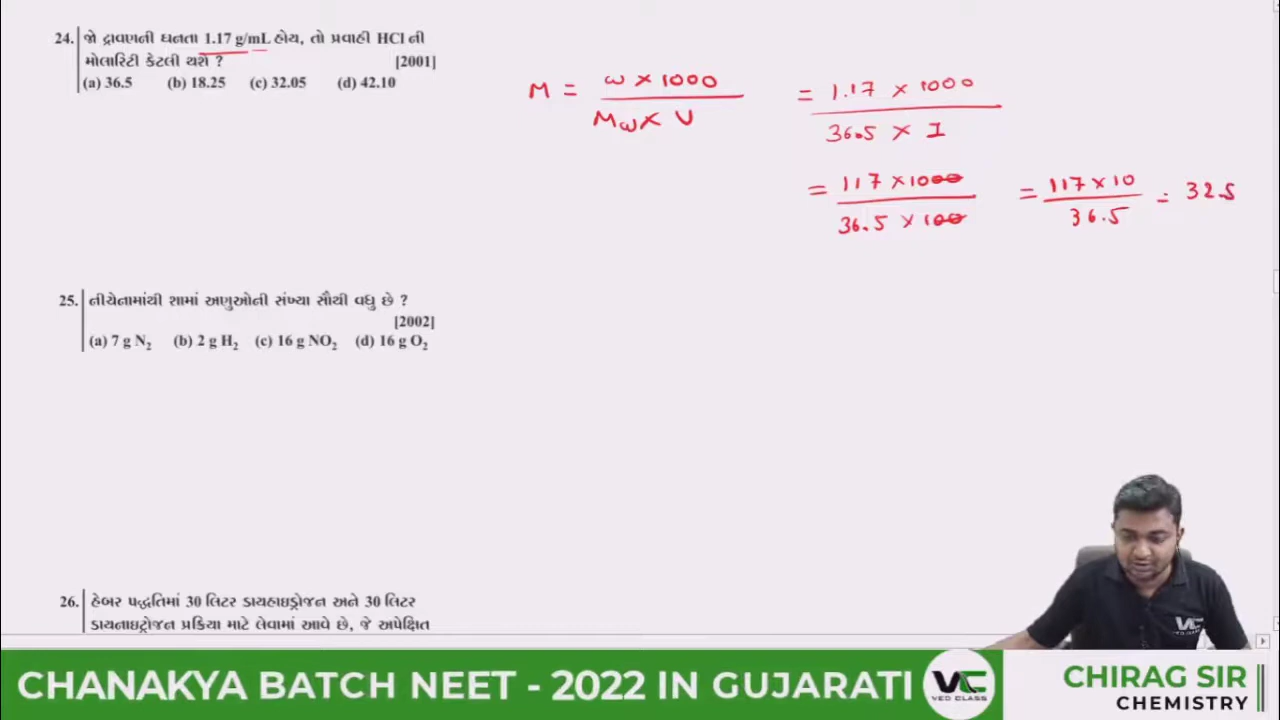 24. જો દ્રાવણની ઘનતા 1.17 g/mL હોય, તો પ્રવાહી HCl ની
મોલારિટી કેટલી થશે ? [2001]
(a) 36.5 (b) 18.25 (c) 32.05 (d) 42.10
M = w × 1000 / Mw × V = 1.17 × 1000 / 36.5 × 1
= 117 × 1000 / 36.5 × 100 = 117 × 10 / 36.5 = 32.5
25. નીચેનામાંથી શામાં અણુઓની સંખ્યા સૌથી વધુ છે ?
[2002]
(a) 7 g N₂ (b) 2 g H₂ (c) 16 g NO₂ (d) 16 g O₂
26. હેબર પદ્ધતિમાં 30 લિટર ડાયહાઇડ્રોજન અને 30 લિટર
ડાયનાઇટ્રોજન પ્રક્રિયા માટે લેવામાં આવે છે, જે અપેક્ષિત
CHANAKYA BATCH NEET - 2022 IN GUJARATI
VED CLASS
CHIRAG SIR
CHEMISTRY